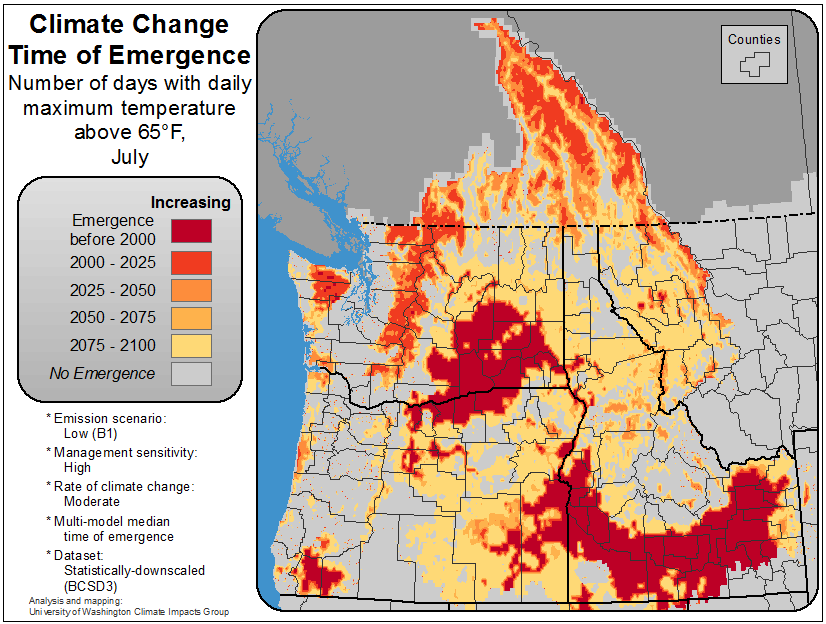 Climate Change
Time of Emergence
Number of days with daily
maximum temperature
above 65°F,
July
Increasing
Emergence
before 2000
2000 - 2025
2025 - 2050
2050 - 2075
2075 - 2100
No Emergence
* Emission scenario:
Low (B1)
* Management sensitivity:
High
* Rate of climate change:
Moderate
* Multi-model median
time of emergence
* Dataset:
Statistically-downscaled
(BCSD3)
Analysis and mapping:
University of Washington Climate Impacts Group
Counties